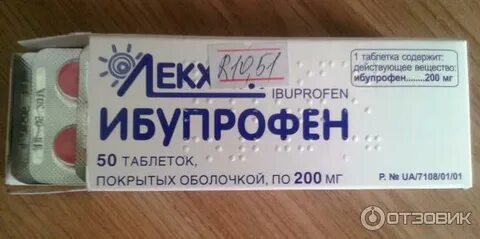 ЛЕКХ
810,51
1 таблетка содержит:
действующее вещество:
ибупрофен.......200 мг
IBUPROFEN
ИБУПРОФЕН
50 ТАБЛЕТОК,
ПОКРЫТЫХ ОБОЛОЧКОЙ, ПО 200 МГ
Р. № UA/7108/01/01
ОТЗОВИК